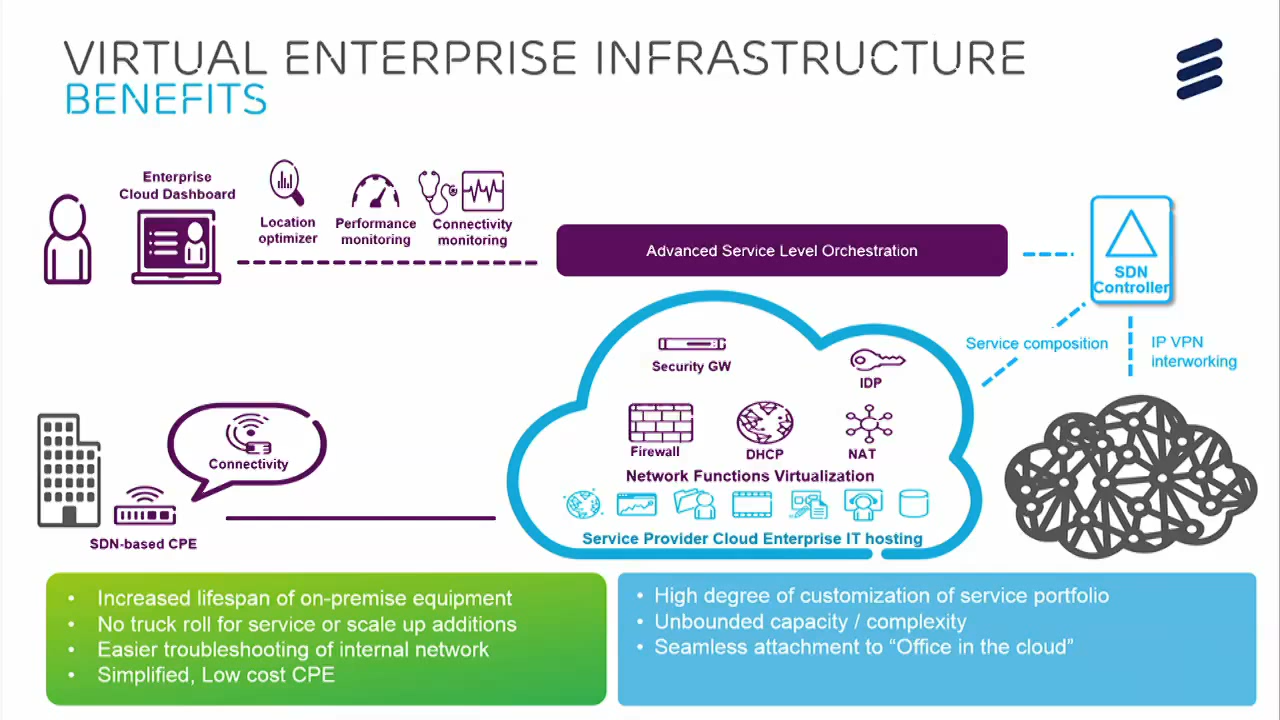 VIRTUAL ENTERPRISE INFRASTRUCTURE
BENEFITS
Enterprise
Cloud Dashboard
Location
optimizer
Performance
monitoring
Connectivity
monitoring
Advanced Service Level Orchestration
SDN
Controller
Service composition
IP VPN
interworking
Security GW
IDP
Firewall
DHCP
NAT
Network Functions Virtualization
Service Provider Cloud Enterprise IT hosting
Connectivity
SDN-based CPE
• Increased lifespan of on-premise equipment
• No truck roll for service or scale up additions
• Easier troubleshooting of internal network
• Simplified, Low cost CPE
• High degree of customization of service portfolio
• Unbounded capacity / complexity
• Seamless attachment to “Office in the cloud”